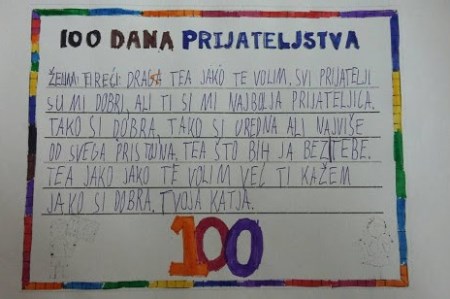 100 DANA PRIJATELJSTVA
ŽELIM TI REĆI: DRAGA TEA JAKO TE VOLIM. SVI PRIJATELJI
SU MI DOBRI, ALI TI SI MI NAJBOLJA PRIJATELJICA.
TAKO SI DOBRA, TAKO SI UREDNA ALI NAJVIŠE
OD SVEGA PRISTOJNA. TEA ŠTO BIH JA BEZ TEBE.
TEA JAKO JAKO TE VOLIM VEĆ TI KAŽEM
JAKO SI DOBRA. TVOJA KATJA.
100